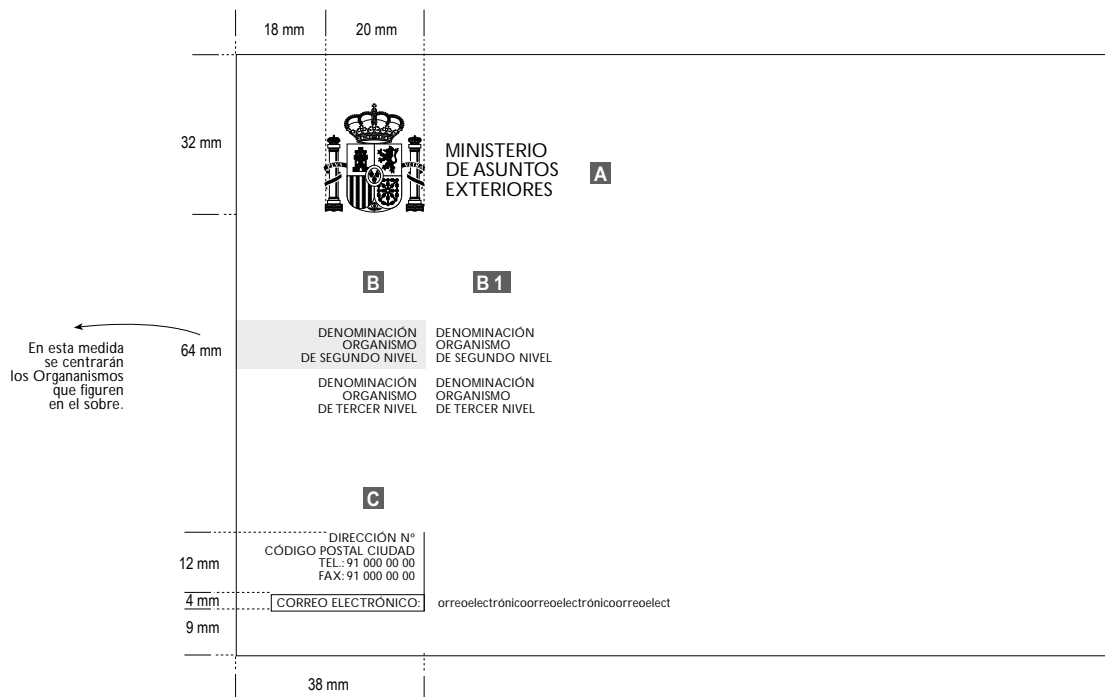 18 mm
20 mm
32 mm
PLVS
VLTRA
MINISTERIO
DE ASUNTOS
EXTERIORES
A
B
B 1
En esta medida
se centrarán
los Organanismos
que figuren
en el sobre.
64 mm
DENOMINACIÓN
ORGANISMO
DE SEGUNDO NIVEL
DENOMINACIÓN
ORGANISMO
DE SEGUNDO NIVEL
DENOMINACIÓN
ORGANISMO
DE TERCER NIVEL
DENOMINACIÓN
ORGANISMO
DE TERCER NIVEL
C
12 mm
DIRECCIÓN Nº
CÓDIGO POSTAL CIUDAD
TEL.: 91 000 00 00
FAX: 91 000 00 00
4 mm
CORREO ELECTRÓNICO:
orreoelectrónicoorreoelectrónicoorreoelect
9 mm
38 mm